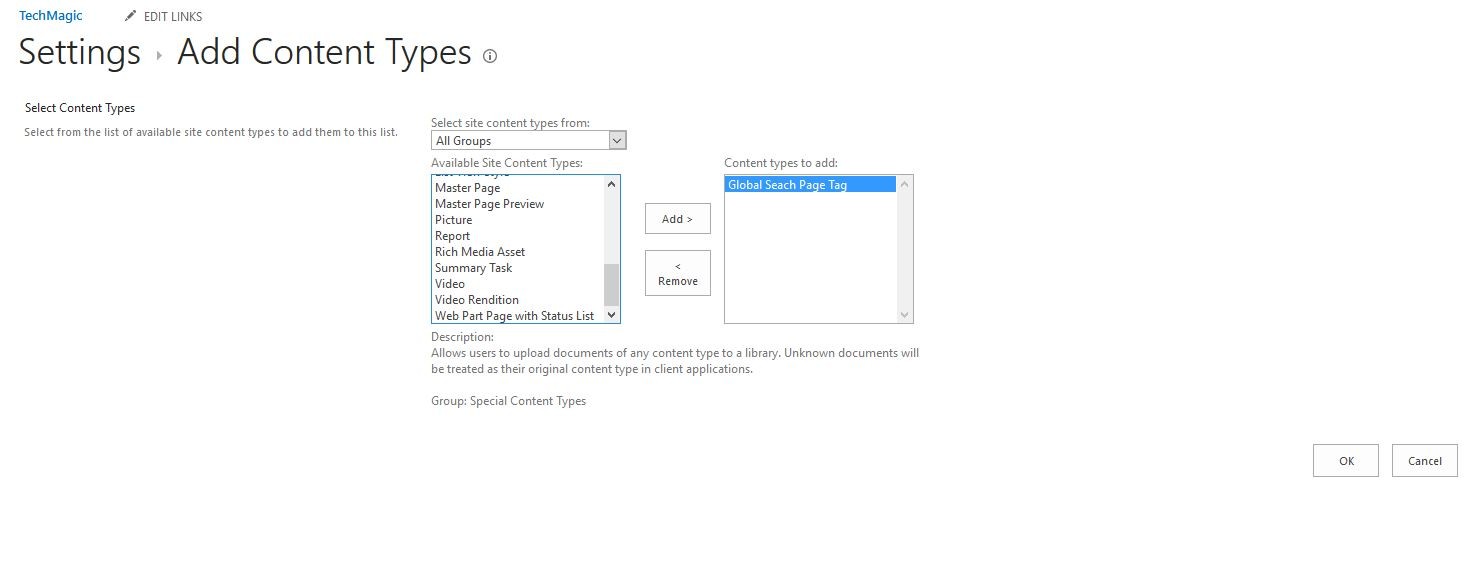 TechMagic
EDIT LINKS
Settings
Add Content Types
Select Content Types
Select from the list of available site content types to add them to this list.
Select site content types from:
All Groups
Available Site Content Types:
Master Page
Master Page Preview
Picture
Report
Rich Media Asset
Summary Task
Video
Video Rendition
Web Part Page with Status List
Add >
<
Remove
Content types to add:
Global Seach Page Tag
Description:
Allows users to upload documents of any content type to a library. Unknown documents will
be treated as their original content type in client applications.
Group: Special Content Types
OK
Cancel